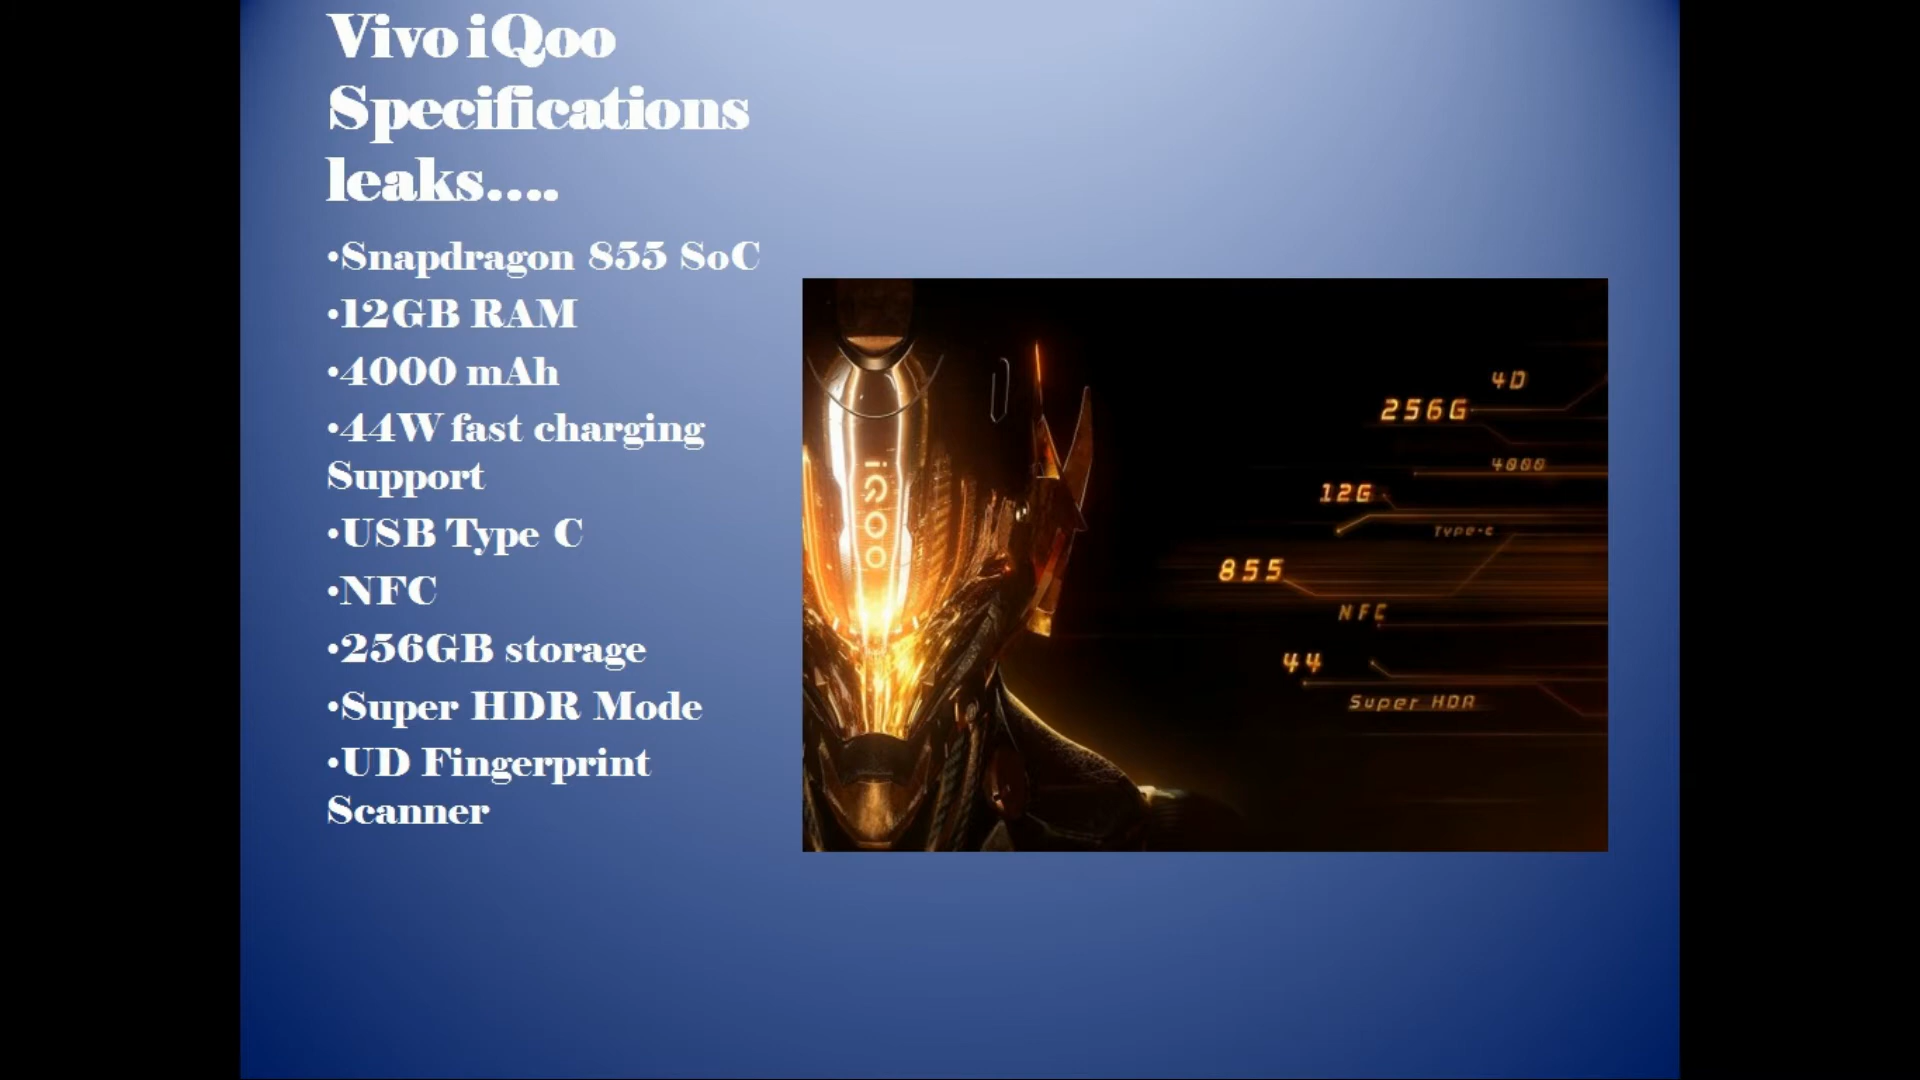 Vivo iQoo
Specifications
leaks....
•Snapdragon 855 SoC
•12GB RAM
•4000 mAh
•44W fast charging
Support
•USB Type C
•NFC
•256GB storage
•Super HDR Mode
•UD Fingerprint
Scanner
iQOO
4D
256G
4000
12G
Type-c
855
NFC
44
Super HDR